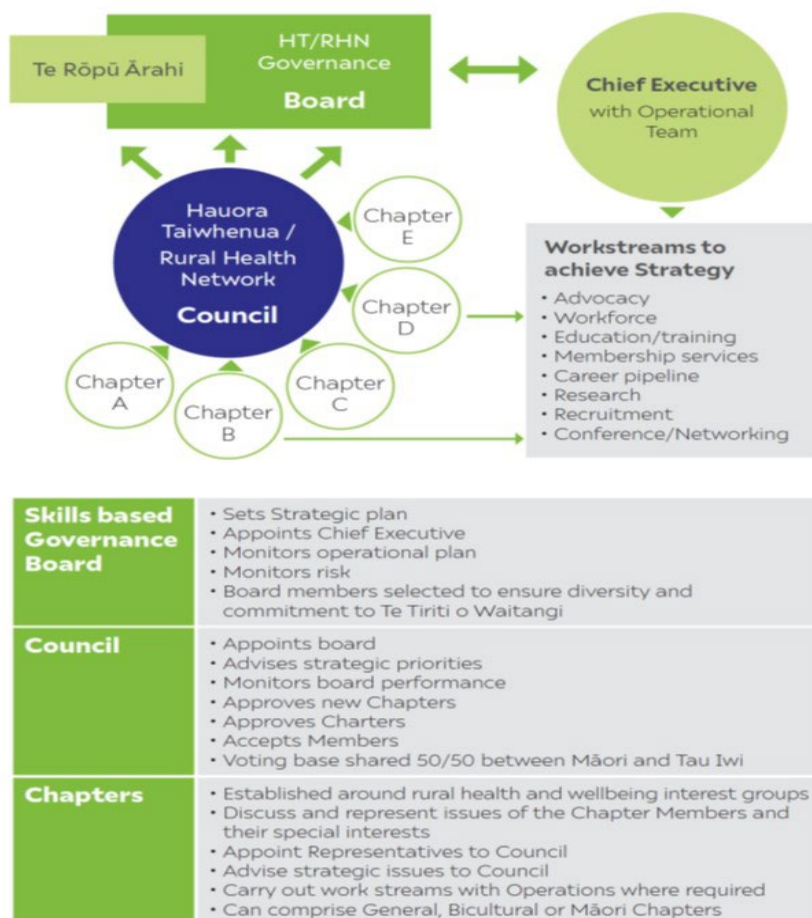 Te Rōpū Ārahi
HT/RHN
Governance
Board
Chief Executive
with Operational
Team
Hauora
Taiwhenua /
Rural Health
Network
Council
Chapter
E
Chapter
D
Chapter
C
Chapter
B
Chapter
A
Workstreams to
achieve Strategy
• Advocacy
• Workforce
• Education/training
• Membership services
• Career pipeline
• Research
• Recruitment
• Conference/Networking
Skills based
Governance
Board
• Sets Strategic plan
• Appoints Chief Executive
• Monitors operational plan
• Monitors risk
• Board members selected to ensure diversity and
commitment to Te Tiriti o Waitangi
Council
• Appoints board
• Advises strategic priorities
• Monitors board performance
• Approves new Chapters
• Approves Charters
• Accepts Members
• Voting base shared 50/50 between Māori and Tau Iwi
Chapters
• Established around rural health and wellbeing interest groups
• Discuss and represent issues of the Chapter Members and
their special interests
• Appoint Representatives to Council
• Advise strategic issues to Council
• Carry out work streams with Operations where required
• Can comprise General, Bicultural or Māori Chapters